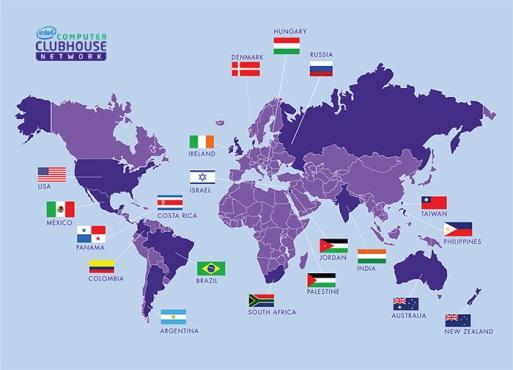 intel COMPUTER
CLUBHOUSE
NETWORK
HUNGARY
DENMARK
RUSSIA
IRELAND
ISRAEL
USA
MEXICO
COSTA RICA
PANAMA
COLOMBIA
BRAZIL
ARGENTINA
SOUTH AFRICA
JORDAN
PALESTINE
INDIA
TAIWAN
PHILIPPINES
AUSTRALIA
NEW ZEALAND